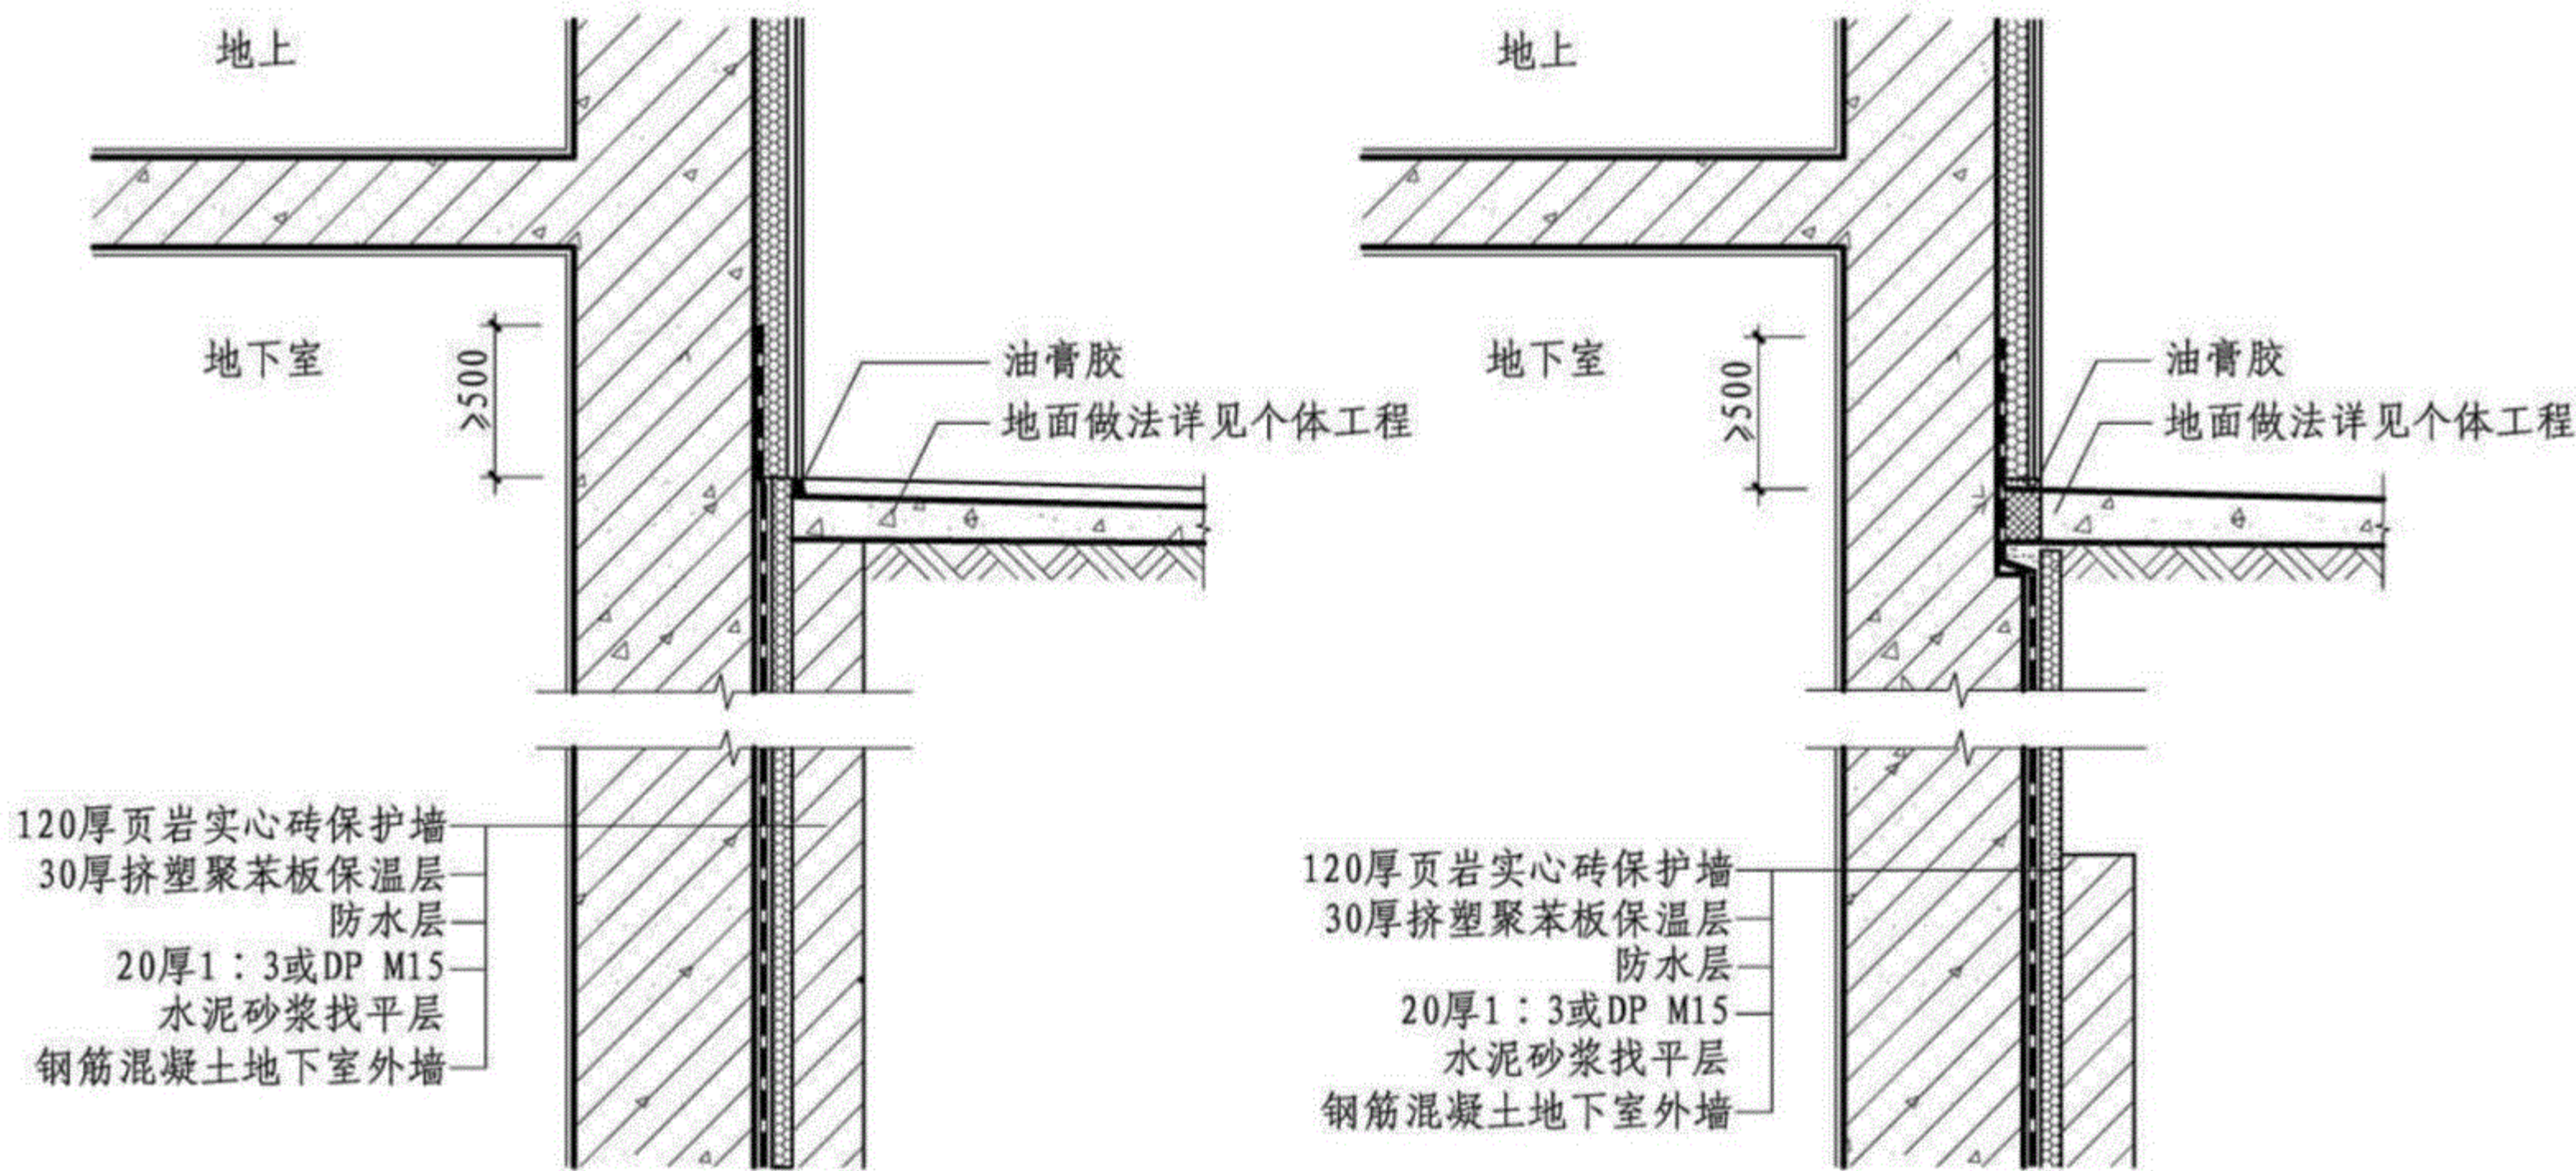 地上
地下室
≥500
油膏胶
地面做法详见个体工程
120厚页岩实心砖保护墙
30厚挤塑聚苯板保温层
防水层
20厚1：3或DP M15
水泥砂浆找平层
钢筋混凝土地下室外墙
地上
地下室
≥500
油膏胶
地面做法详见个体工程
120厚页岩实心砖保护墙
30厚挤塑聚苯板保温层
防水层
20厚1：3或DP M15
水泥砂浆找平层
钢筋混凝土地下室外墙